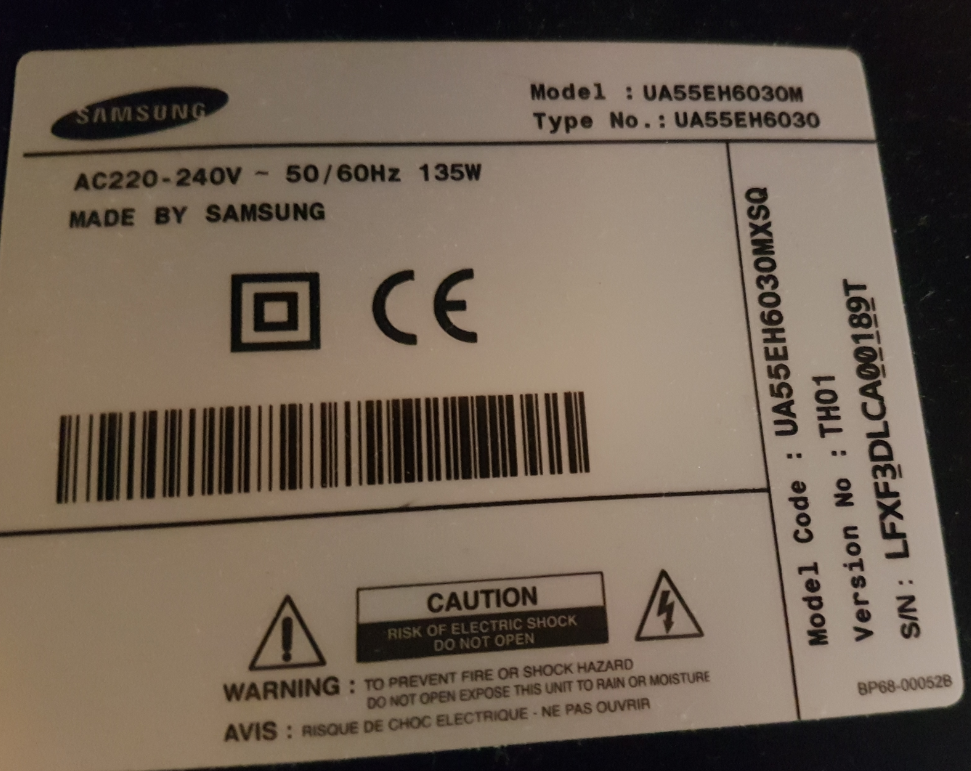 SAMSUNG
Model : UA55EH6030M
Type No.: UA55EH6030
AC220-240V ~ 50/60Hz 135W
MADE BY SAMSUNG
CE
Model Code : UA55EH6030MXSQ
Version No : TH01
S/N : LFXF3DLCA00189T
CAUTION
RISK OF ELECTRIC SHOCK
DO NOT OPEN
WARNING : TO PREVENT FIRE OR SHOCK HAZARD
DO NOT OPEN EXPOSE THIS UNIT TO RAIN OR MOISTURE
AVIS : RISQUE DE CHOC ELECTRIQUE - NE PAS OUVRIR
BP68-00052B